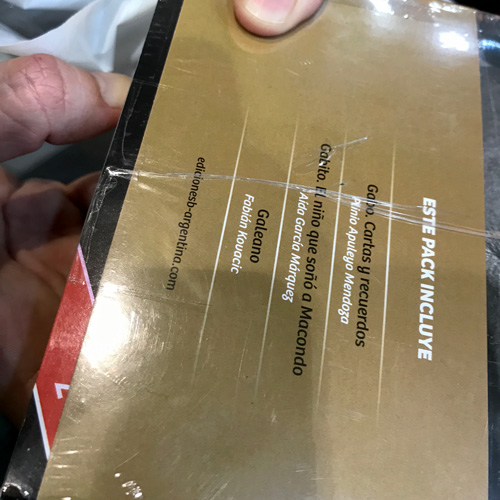 ESTE PACK INCLUYE
Gabo. Cartas y recuerdos
Plinio Apuleyo Mendoza
Gabito. El niño que soñó a Macondo
Aída García Márquez
Galeano
Fabián Kovacic
edicionesb-argentina.com